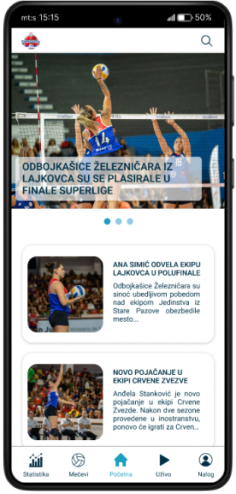 mt:s 15:15
50%
ODBOJKAŠICE ŽELEZNIČARA IZ
LAJKOVCA SU SE PLASIRALE U
FINALE SUPERLIGE
ANA SIMIĆ ODVELA EKIPU
LAJKOVCA U POLUFINALE
Odbojkašice Železničara su
sinoć ubedljivom pobedom
nad ekipom Jedinstva iz
Stare Pazove obezbedile
mesto...
NOVO POJAČANJE U
EKIPI CRVENE ZVEZVE
Anđela Stanković je novo
pojačanje u ekipi Crvene
Zvezde. Nakon dve sezone
provedene u inostranstvu,
ponovo će igrati za Crven...
Statistika
Mečevi
Početna
Uživo
Nalog